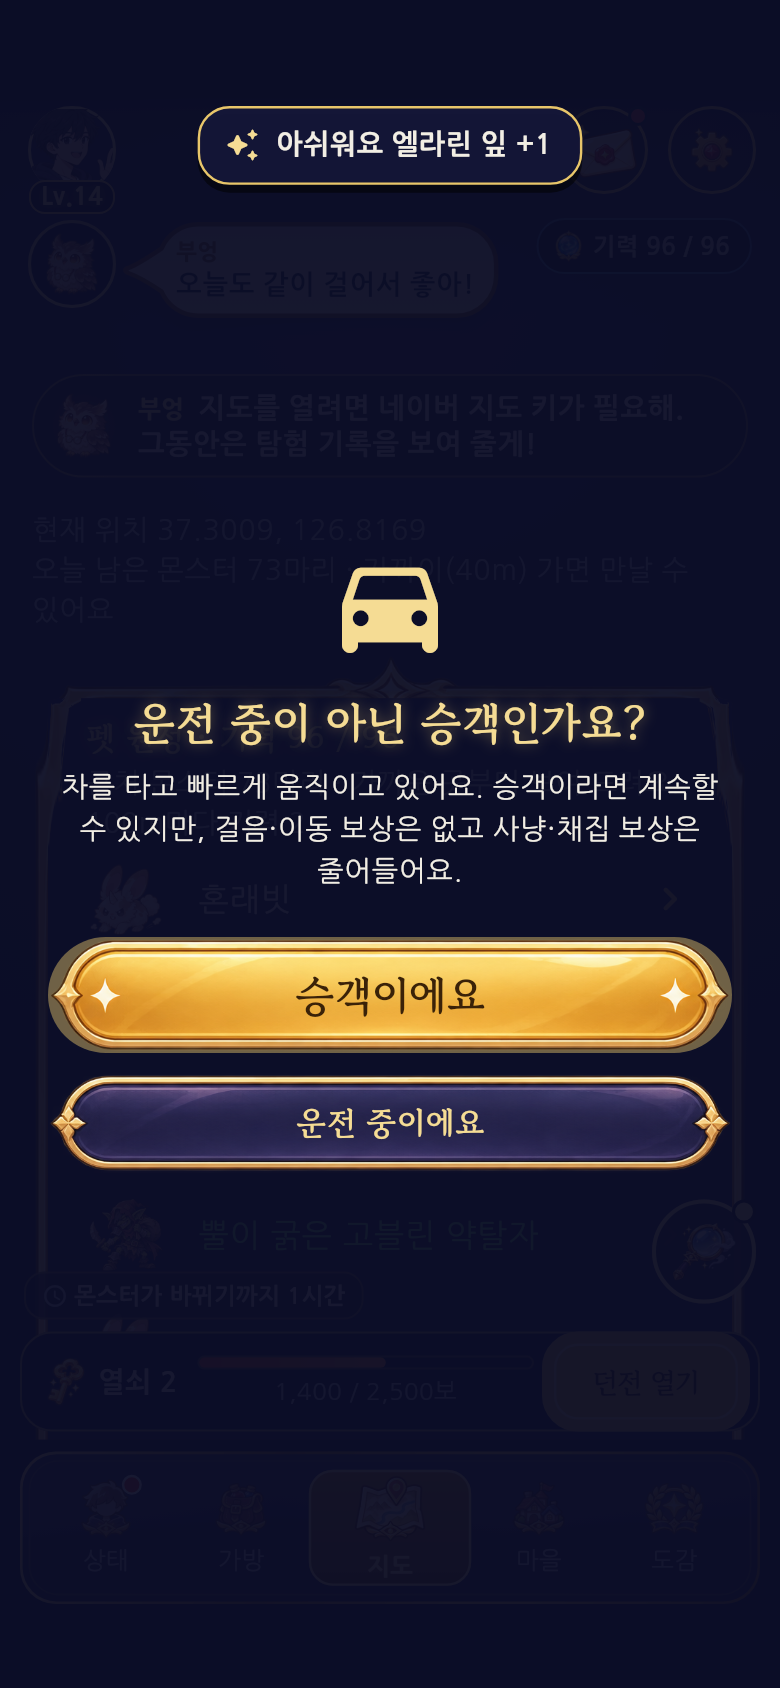 아쉬워요 엘라린 잎 +1
Lv.14
부엉
오늘도 같이 걸어서 좋아!
기력 96 / 96
부엉 지도를 열려면 네이버 지도 키가 필요해.
그동안은 탐험 기록을 보여 줄게!
현재 위치 37.3009, 126.8169
오늘 남은 몬스터 73마리 · 가까이(40m) 가면 만날 수
있어요
운전 중이 아닌 승객인가요?
차를 타고 빠르게 움직이고 있어요. 승객이라면 계속할
수 있지만, 걸음·이동 보상은 없고 사냥·채집 보상은
줄어들어요.
혼래빗
승객이에요
운전 중이에요
뿔이 굵은 고블린 약탈자
몬스터가 바뀌기까지 1시간
열쇠 2
1,400 / 2,500보
던전 열기
상태
가방
지도
마을
도감